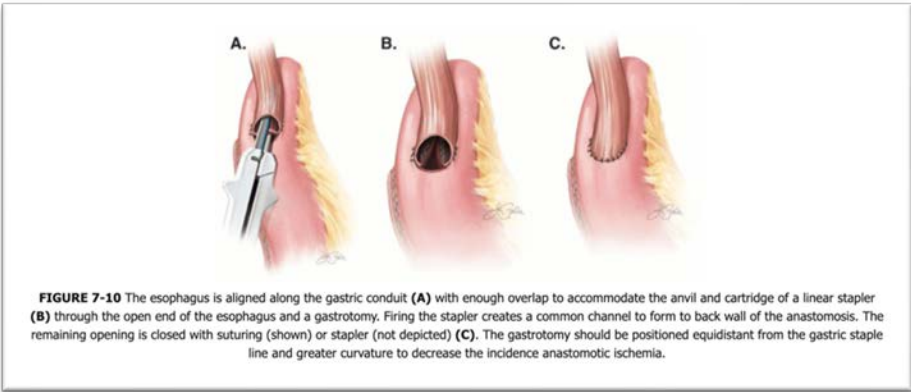 A.
B.
C.
FIGURE 7-10 The esophagus is aligned along the gastric conduit (A) with enough overlap to accommodate the anvil and cartridge of a linear stapler
(B) through the open end of the esophagus and a gastrotomy. Firing the stapler creates a common channel to form to back wall of the anastomosis. The
remaining opening is closed with suturing (shown) or stapler (not depicted) (C). The gastrotomy should be positioned equidistant from the gastric staple
line and greater curvature to decrease the incidence anastomotic ischemia.